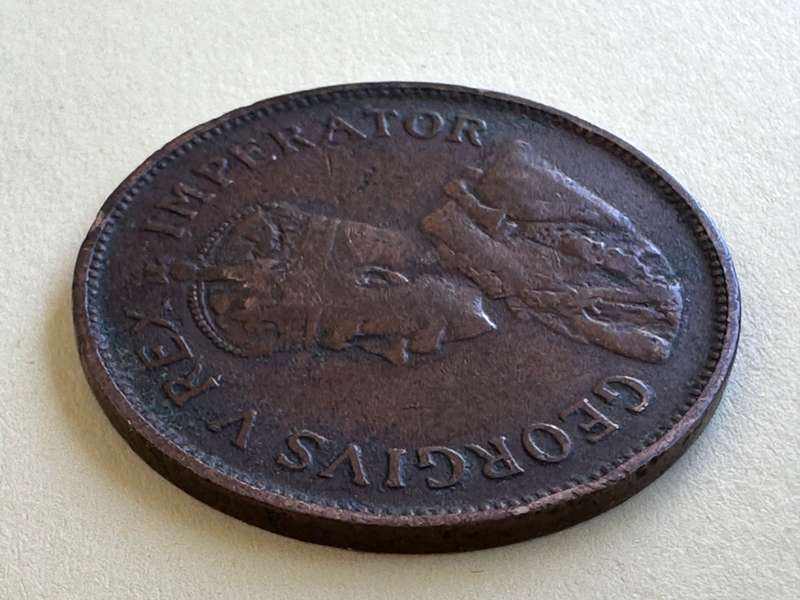 GEORGIVS V REX IMPERATOR